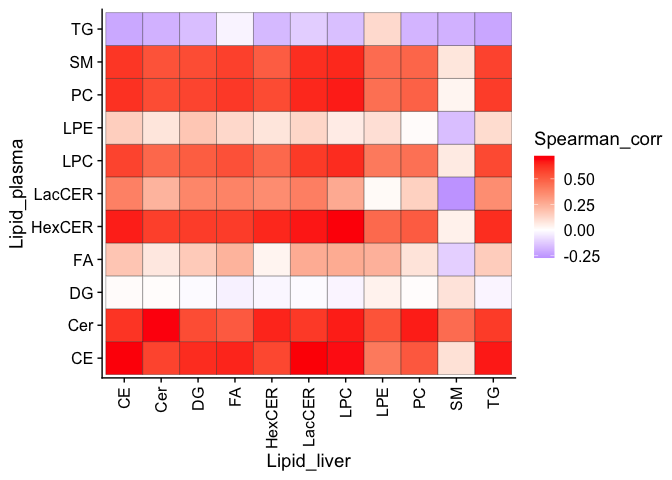 TG
SM
PC
LPE
LPC
LacCER
HexCER
FA
DG
Cer
CE
Lipid_plasma
CE
Cer
DG
FA
HexCER
LacCER
LPC
LPE
PC
SM
TG
Lipid_liver
Spearman_corr
0.50
0.25
0.00
-0.25